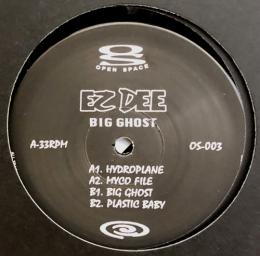 OS
OPEN SPACE
EZ DEE
BIG GHOST
A-33RPM
OS-003
A1. HYDROPLANE
A2. MYCO FILE
B1. BIG GHOST
B2. PLASTIC BABY